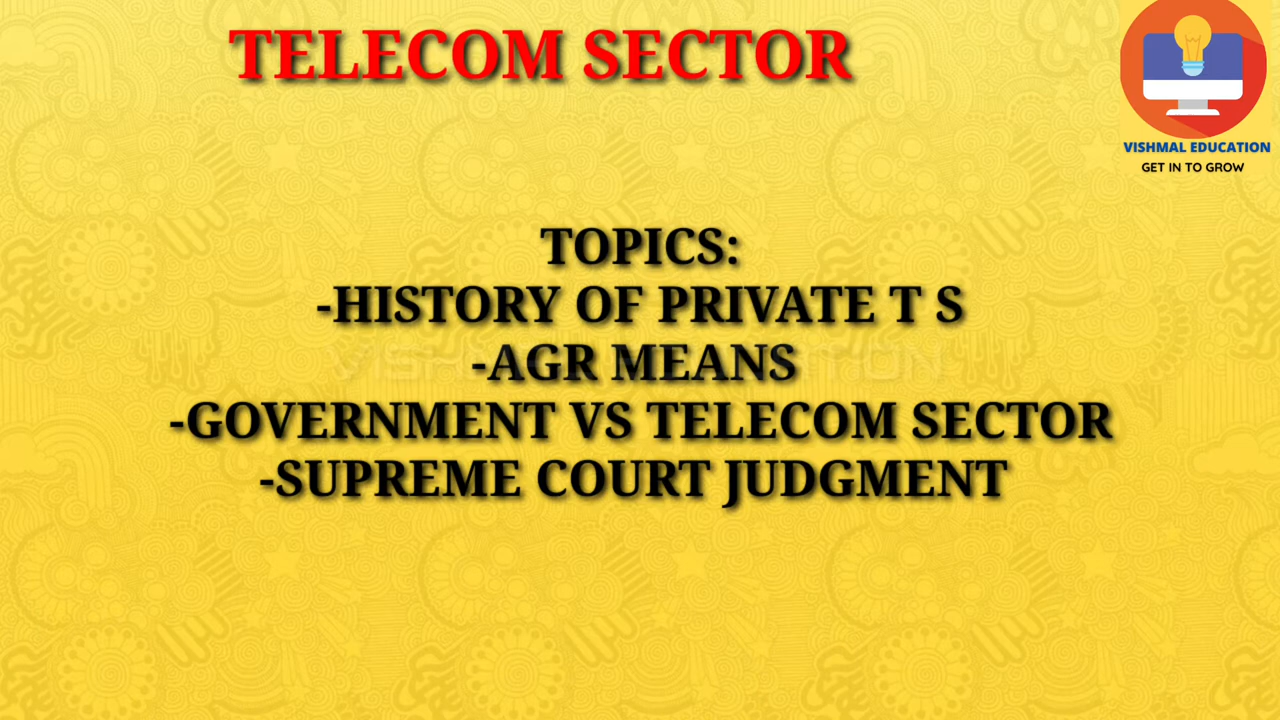 TELECOM SECTOR
VISHMAL EDUCATION
GET IN TO GROW
TOPICS:
-HISTORY OF PRIVATE T S
-AGR MEANS
-GOVERNMENT VS TELECOM SECTOR
-SUPREME COURT JUDGMENT